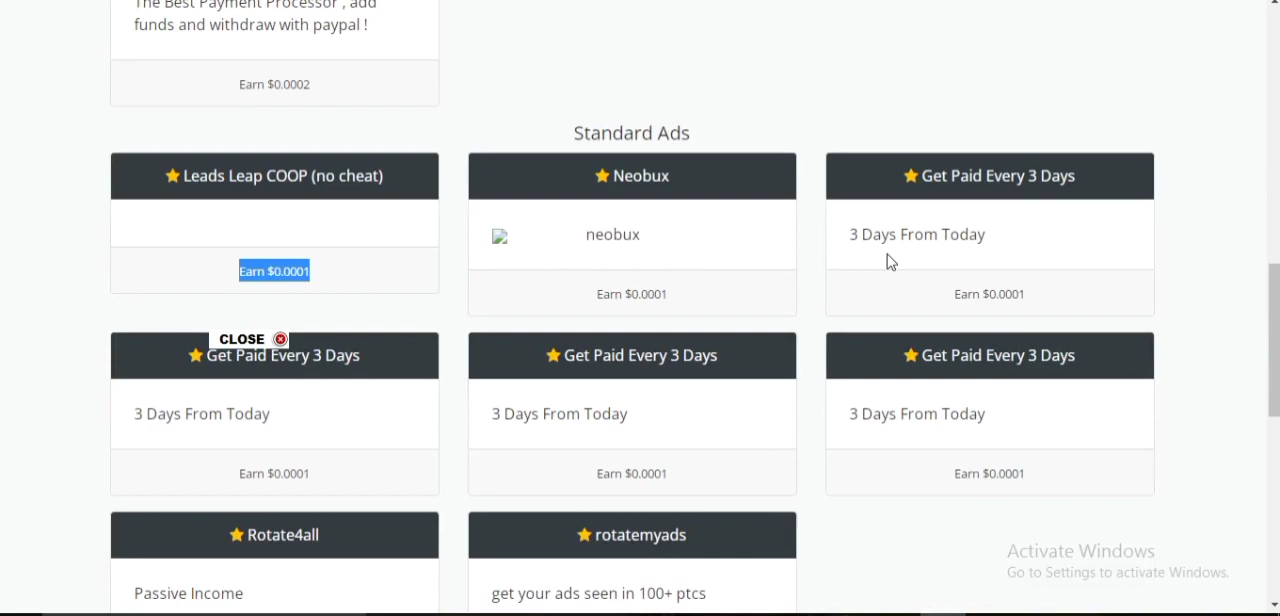 The Best Payment Processor , add
funds and withdraw with paypal !
Earn $0.0002
Standard Ads
Leads Leap COOP (no cheat)
Neobux
Get Paid Every 3 Days
neobux
3 Days From Today
Earn $0.0001
Earn $0.0001
Earn $0.0001
CLOSE
Get Paid Every 3 Days
Get Paid Every 3 Days
Get Paid Every 3 Days
3 Days From Today
3 Days From Today
3 Days From Today
Earn $0.0001
Earn $0.0001
Earn $0.0001
Rotate4all
rotatemyads
Passive Income
get your ads seen in 100+ ptcs
Activate Windows
Go to Settings to activate Windows.